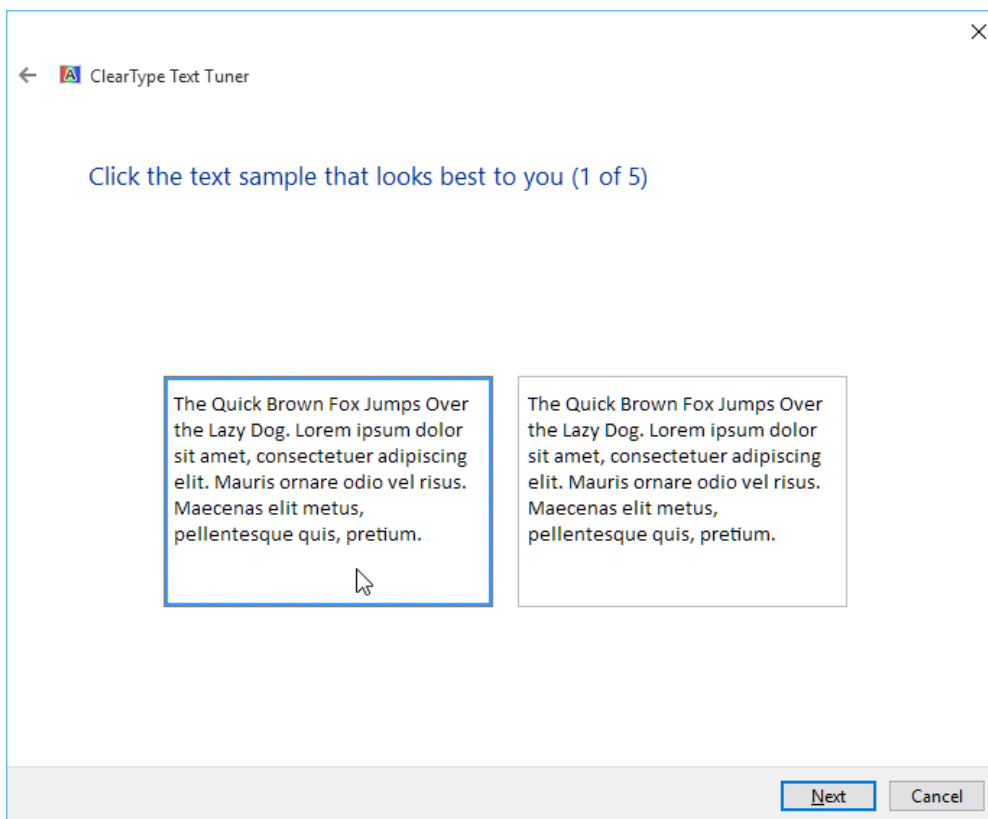 ClearType Text Tuner
Click the text sample that looks best to you (1 of 5)
The Quick Brown Fox Jumps Over
the Lazy Dog. Lorem ipsum dolor
sit amet, consectetuer adipiscing
elit. Mauris ornare odio vel risus.
Maecenas elit metus,
pellentesque quis, pretium.
The Quick Brown Fox Jumps Over
the Lazy Dog. Lorem ipsum dolor
sit amet, consectetuer adipiscing
elit. Mauris ornare odio vel risus.
Maecenas elit metus,
pellentesque quis, pretium.
Next
Cancel